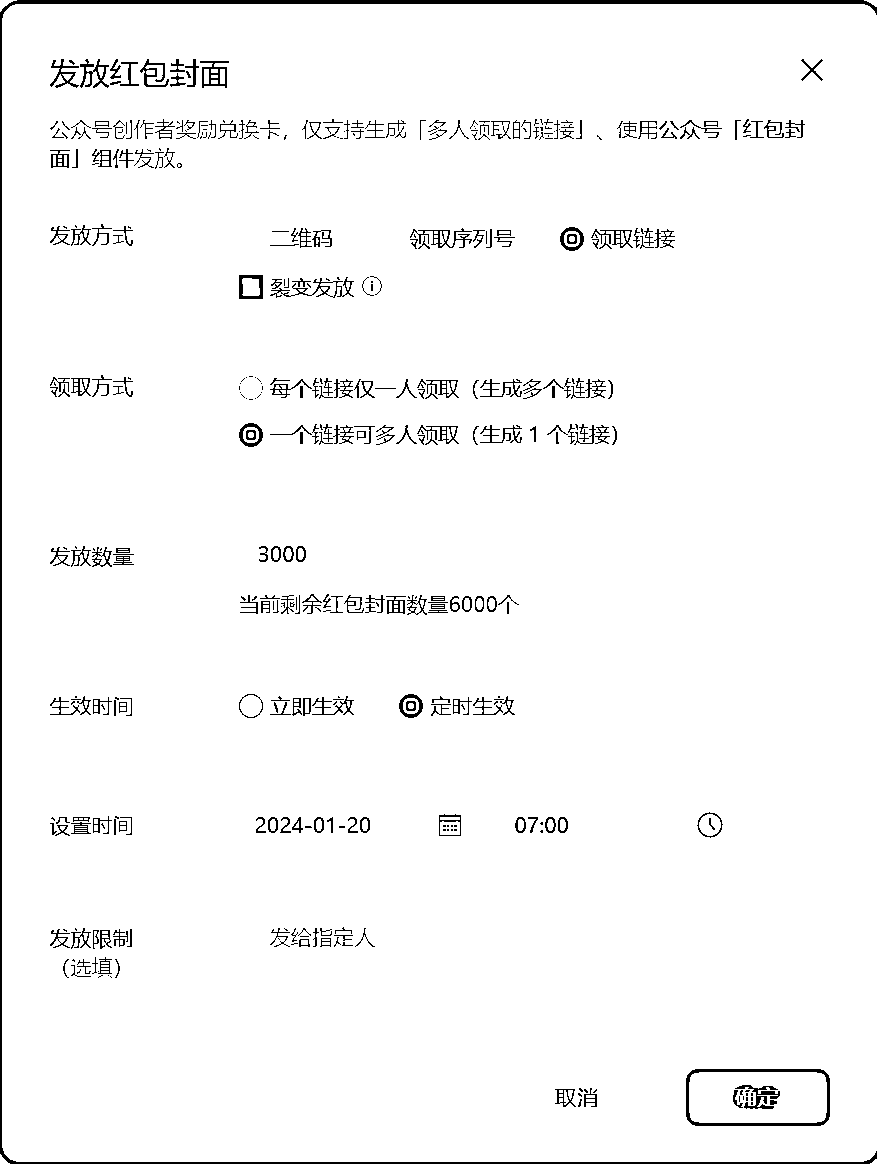 发放红包封面
公众号创作者奖励兑换卡，仅支持生成「多人领取的链接」、使用公众号「红包封
面」组件发放。
发放方式 二维码 领取序列号 领取链接
裂变发放
领取方式 每个链接仅一人领取（生成多个链接）
一个链接可多人领取（生成 1 个链接）
发放数量 3000
当前剩余红包封面数量6000个
生效时间 立即生效 定时生效
设置时间 2024-01-20 07:00
发放限制 发给指定人
（选填）
取消 确定